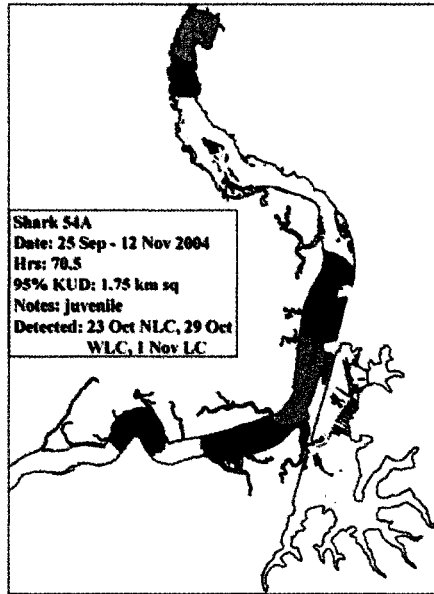 Shark 54A
Date: 25 Sep - 12 Nov 2004
Hrs: 70.5
95% KUD: 1.75 km sq
Notes: juvenile
Detected: 23 Oct NLC, 29 Oct
WLC, 1 Nov LC